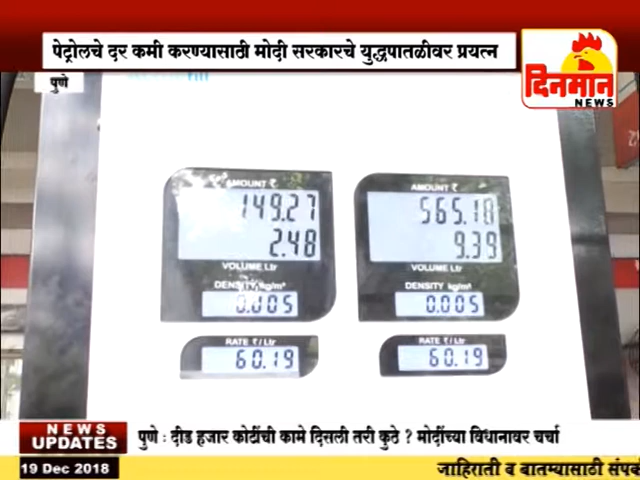 पेट्रोलचे दर कमी करण्यासाठी मोदी सरकारचे युद्धपातळीवर प्रयत्न
पुणे
दिनमान
NEWS
AMOUNT ₹
149.27
2.48
VOLUME Ltr
DENSITY kg/m³
0.005
RATE ₹/Ltr
60.19
AMOUNT ₹
565.18
9.39
VOLUME Ltr
DENSITY kg/m³
0.005
RATE ₹/Ltr
60.19
NEWS
UPDATES
पुणे : दीड हजार कोटींची कामे दिसली तरी कुठे ? मोदींच्या विधानावर चर्चा
19 Dec 2018
जाहिराती व बातम्यासाठी